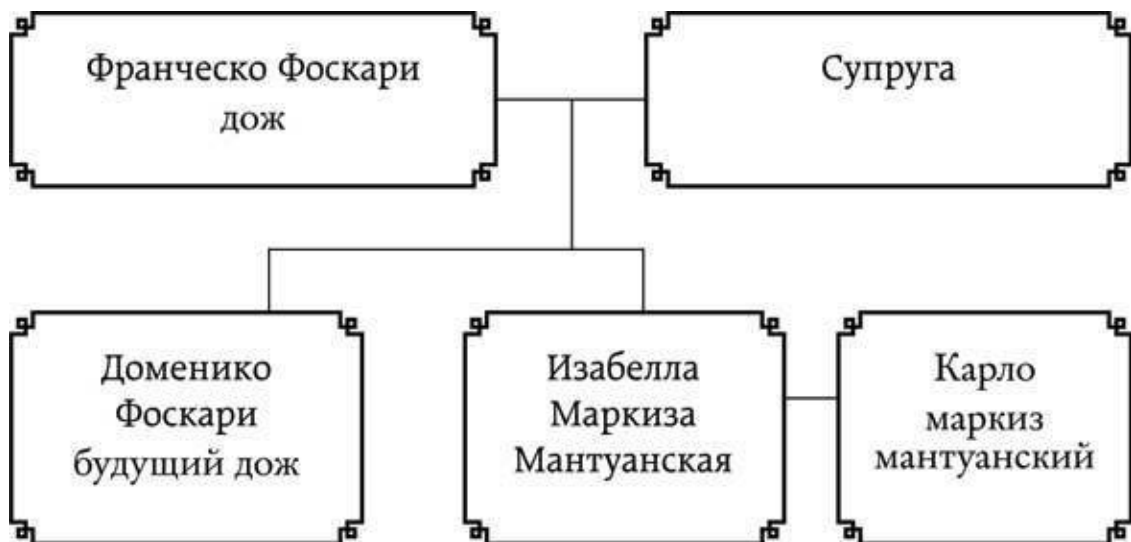 Франческо Фоскари
дож
Супруга
Доменико
Фоскари
будущий дож
Изабелла
Маркиза
Мантуанская
Карло
маркиз
мантуанский